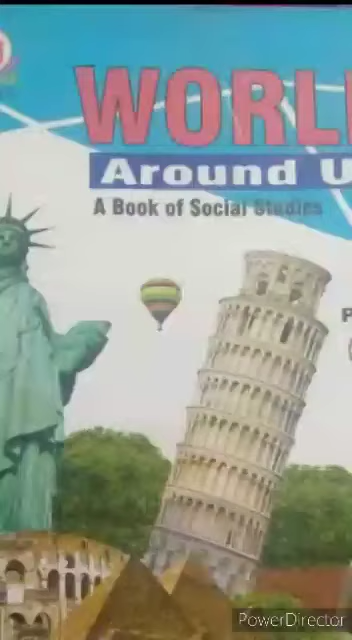 WORL
Around U
A Book of Social Studies
P
PowerDirector